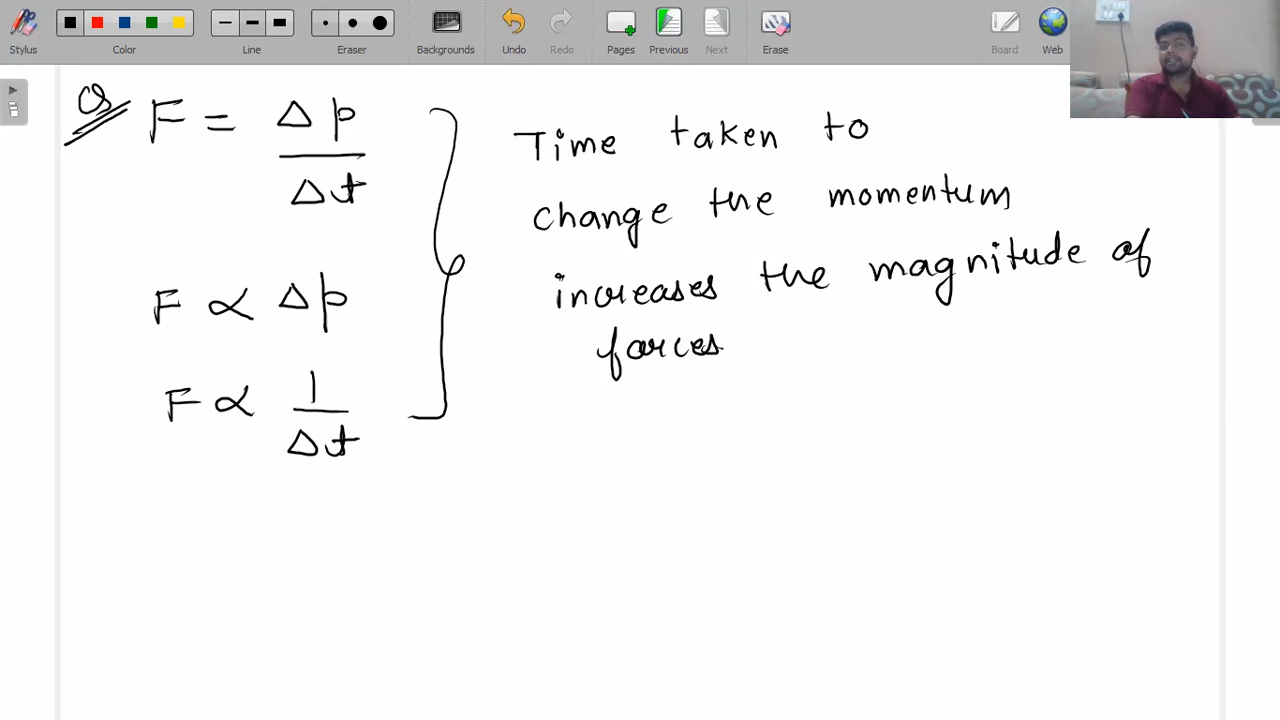 Stylus
Color
Line
Eraser
Backgrounds
Undo
Redo
Pages
Previous
Next
Erase
Board
Web
F = Δp
Δt
F ∝ Δp
F ∝ 1
Δt
Time taken to
change the momentum
increases the magnitude of
forces